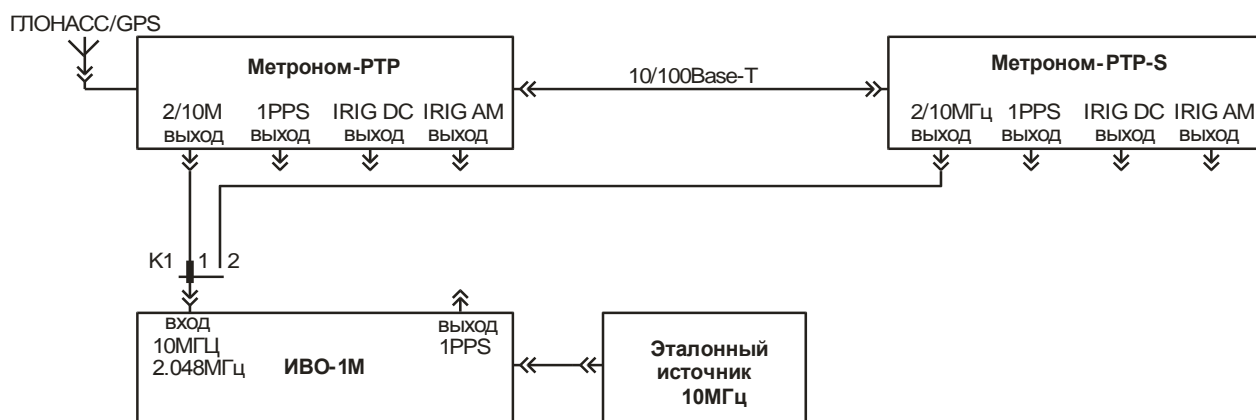 ГЛОНАСС/GPS
Метроном-PTP
10/100Base-T
Метроном-PTP-S
2/10М 1PPS IRIG DC IRIG AM
выход выход выход выход
2/10МГц 1PPS IRIG DC IRIG AM
выход выход выход выход
К1 1 2
вход
10МГЦ
2.048МГц
ИВО-1М
выход
1PPS
Эталонный
источник
10МГц